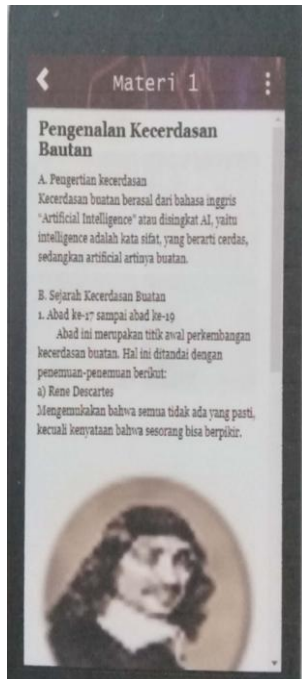 Materi 1
Pengenalan Kecerdasan
Bautan
A. Pengertian kecerdasan
Kecerdasan buatan berasal dari bahasa inggris
"Artificial Intelligence" atau disingkat AI, yaitu
intelligence adalah kata sifat, yang berarti cerdas,
sedangkan artificial artinya buatan.
B. Sejarah Kecerdasan Buatan
1. Abad ke-17 sampai abad ke-19
Abad ini merupakan titik awal perkembangan
kecerdasan buatan. Hal ini ditandai dengan
penemuan-penemuan berikut:
a) Rene Descartes
Mengemukakan bahwa semua tidak ada yang pasti,
kecuali kenyataan bahwa sesorang bisa berpikir.